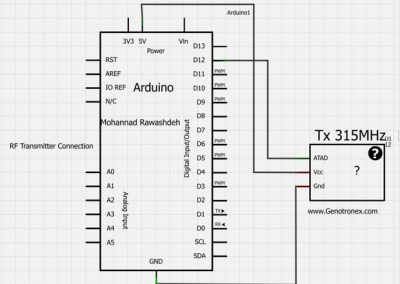 Arduino1
3V3 5V Vin
Power
RST
AREF
IO REF
N/C
Arduino
Mohannad Rawashdeh
RF Transmitter Connection
A0
A1
A2
A3
A4
A5
Analog Input
Digital Input/Output
D13
D12
D11 PWM
D10 PWM
D9 PWM
D8
D7
D6 PWM
D5 PWM
D4
D3 PWM
D2
D1 TX
D0 RX
SCL
SDA
GND
Tx 315MHz
ATAD
Vcc
Gnd
?
?
www.Genotronex.com